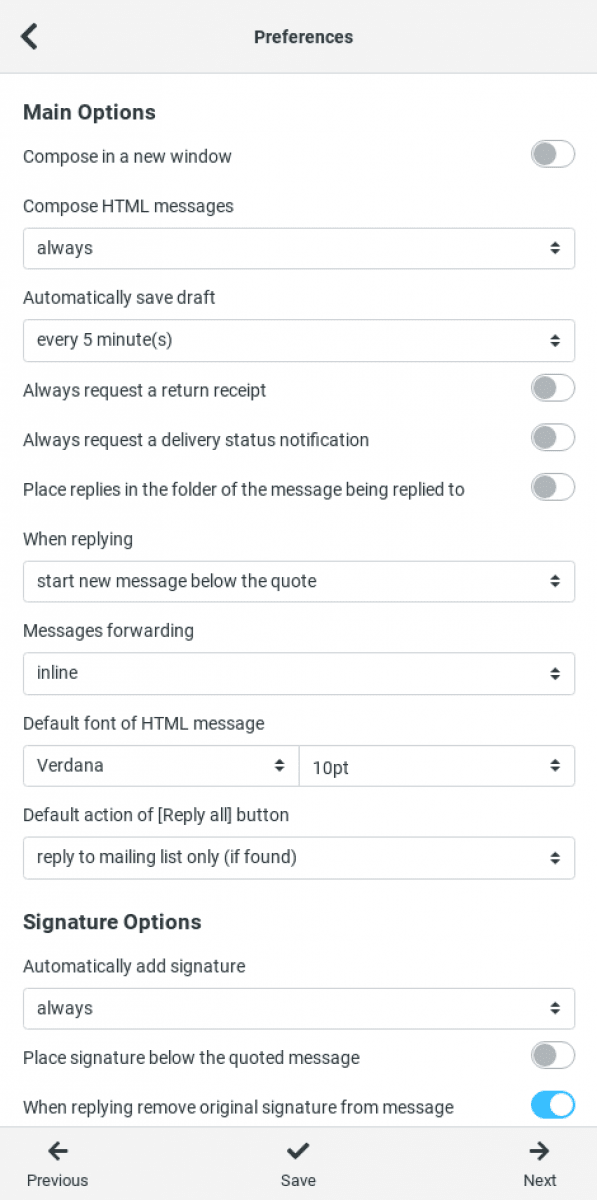 Preferences
Main Options
Compose in a new window
Compose HTML messages
always
Automatically save draft
every 5 minute(s)
Always request a return receipt
Always request a delivery status notification
Place replies in the folder of the message being replied to
When replying
start new message below the quote
Messages forwarding
inline
Default font of HTML message
Verdana 10pt
Default action of [Reply all] button
reply to mailing list only (if found)
Signature Options
Automatically add signature
always
Place signature below the quoted message
When replying remove original signature from message
Previous Save Next